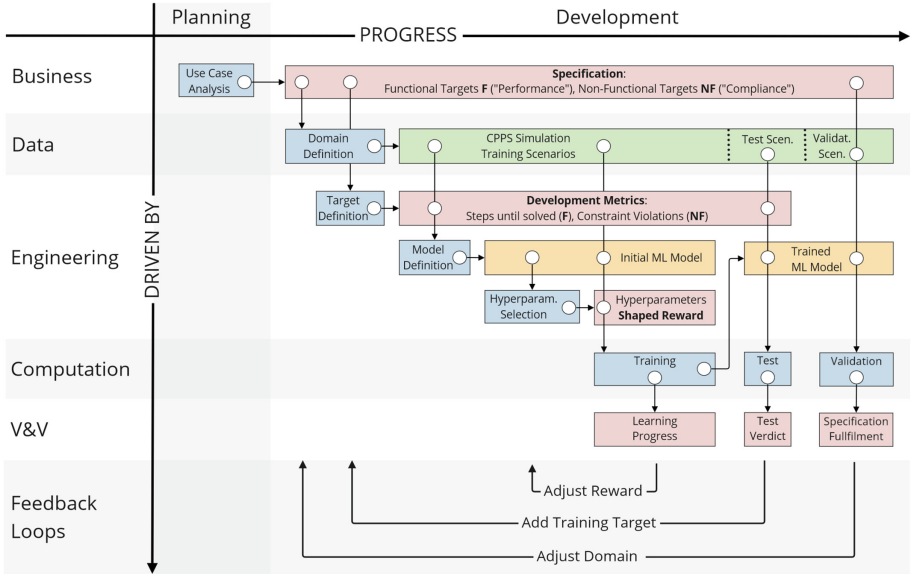 Planning
Development
PROGRESS
DRIVEN BY
Business
Use Case
Analysis
Specification:
Functional Targets F ("Performance"), Non-Functional Targets NF ("Compliance")
Data
Domain
Definition
CPPS Simulation
Training Scenarios
Test Scen.
Validat.
Scen.
Engineering
Target
Definition
Development Metrics:
Steps until solved (F), Constraint Violations (NF)
Model
Definition
Initial ML Model
Trained
ML Model
Hyperparam.
Selection
Hyperparameters
Shaped Reward
Computation
Training
Test
Validation
V&V
Learning
Progress
Test
Verdict
Specification
Fullfilment
Feedback
Loops
Adjust Reward
Add Training Target
Adjust Domain